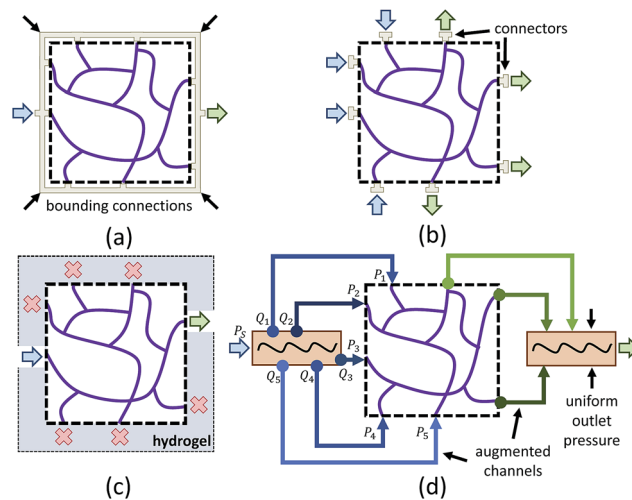 connectors
bounding connections
(a)
(b)
P₁
P₂
Q₁ Q₂
P_S
P₃
Q₃
Q₅ Q₄
P₄ P₅
hydrogel
uniform
outlet
pressure
augmented
channels
(c)
(d)